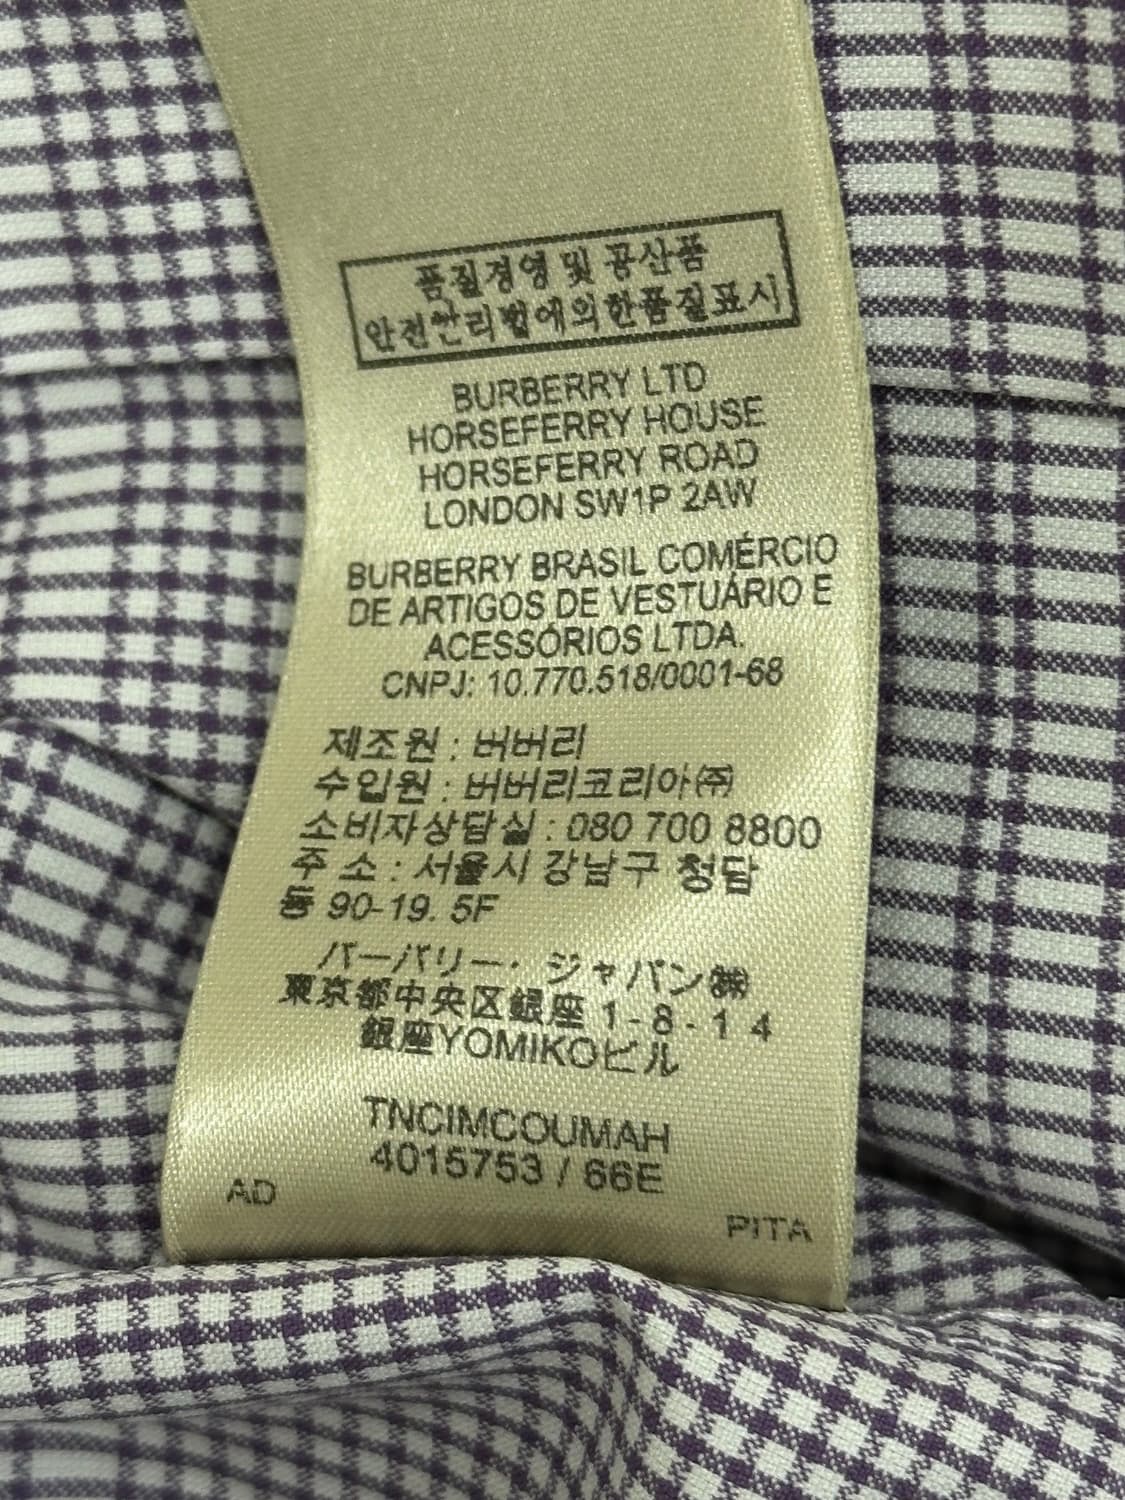 품질경영 및 공산품
안전관리법에의한품질표시
BURBERRY LTD
HORSEFERRY HOUSE
HORSEFERRY ROAD
LONDON SW1P 2AW
BURBERRY BRASIL COMÉRCIO
DE ARTIGOS DE VESTUÁRIO E
ACESSÓRIOS LTDA.
CNPJ: 10.770.518/0001-68
제조원 : 버버리
수입원 : 버버리코리아㈜
소비자상담실 : 080 700 8800
주 소 : 서울시 강남구 청담
동 90-19. 5F
バーバリー・ジャパン㈱
東京都中央区銀座 1-8-14
銀座YOMIKOビル
TNCIMCOUMAH
4015753 / 66E
AD
PITA